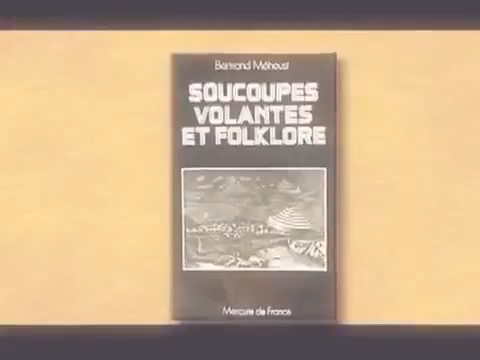 Bertrand Méheust
SOUCOUPES
VOLANTES
ET FOLKLORE
Mercure de France